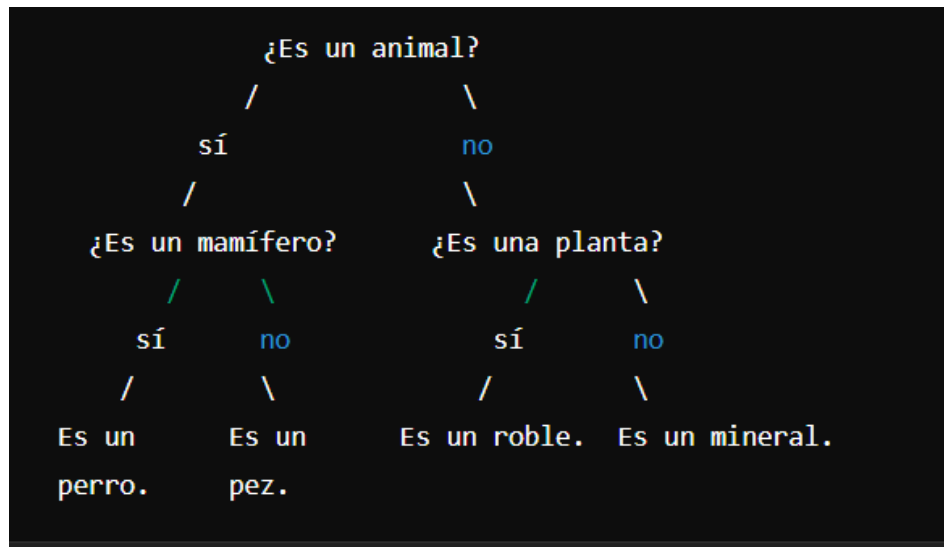 ¿Es un animal?
/ \
sí no
/ \
¿Es un mamífero? ¿Es una planta?
/ \ / \
sí no sí no
/ \ / \
Es un Es un Es un roble. Es un mineral.
perro. pez.